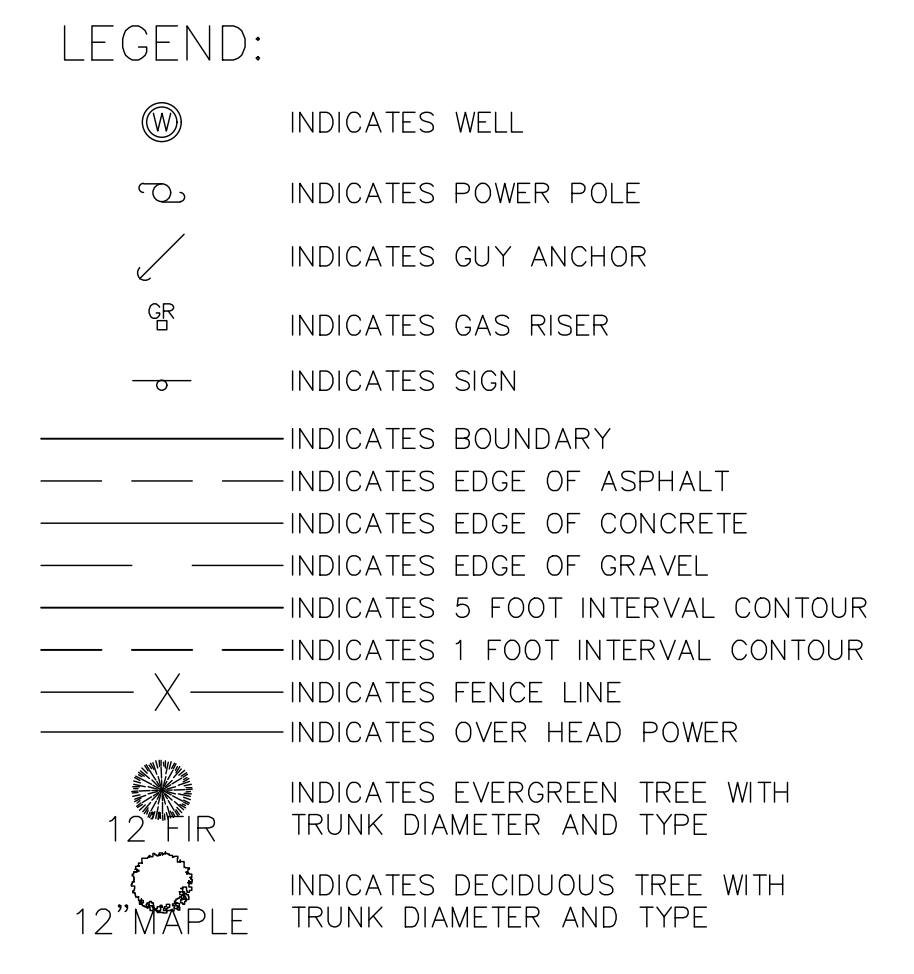 LEGEND:
W INDICATES WELL
INDICATES POWER POLE
INDICATES GUY ANCHOR
GR INDICATES GAS RISER
INDICATES SIGN
INDICATES BOUNDARY
INDICATES EDGE OF ASPHALT
INDICATES EDGE OF CONCRETE
INDICATES EDGE OF GRAVEL
INDICATES 5 FOOT INTERVAL CONTOUR
INDICATES 1 FOOT INTERVAL CONTOUR
X INDICATES FENCE LINE
INDICATES OVER HEAD POWER
12 FIR
INDICATES EVERGREEN TREE WITH
TRUNK DIAMETER AND TYPE
12"MAPLE
INDICATES DECIDUOUS TREE WITH
TRUNK DIAMETER AND TYPE